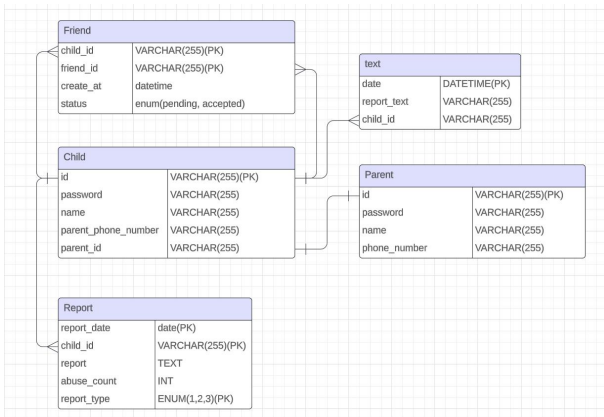 Friend
child_id VARCHAR(255)(PK)
friend_id VARCHAR(255)(PK)
create_at datetime
status enum(pending, accepted)
text
date DATETIME(PK)
report_text VARCHAR(255)
child_id VARCHAR(255)
Child
id VARCHAR(255)(PK)
password VARCHAR(255)
name VARCHAR(255)
parent_phone_number VARCHAR(255)
parent_id VARCHAR(255)
Parent
id VARCHAR(255)(PK)
password VARCHAR(255)
name VARCHAR(255)
phone_number VARCHAR(255)
Report
report_date date(PK)
child_id VARCHAR(255)(PK)
report TEXT
abuse_count INT
report_type ENUM(1,2,3)(PK)